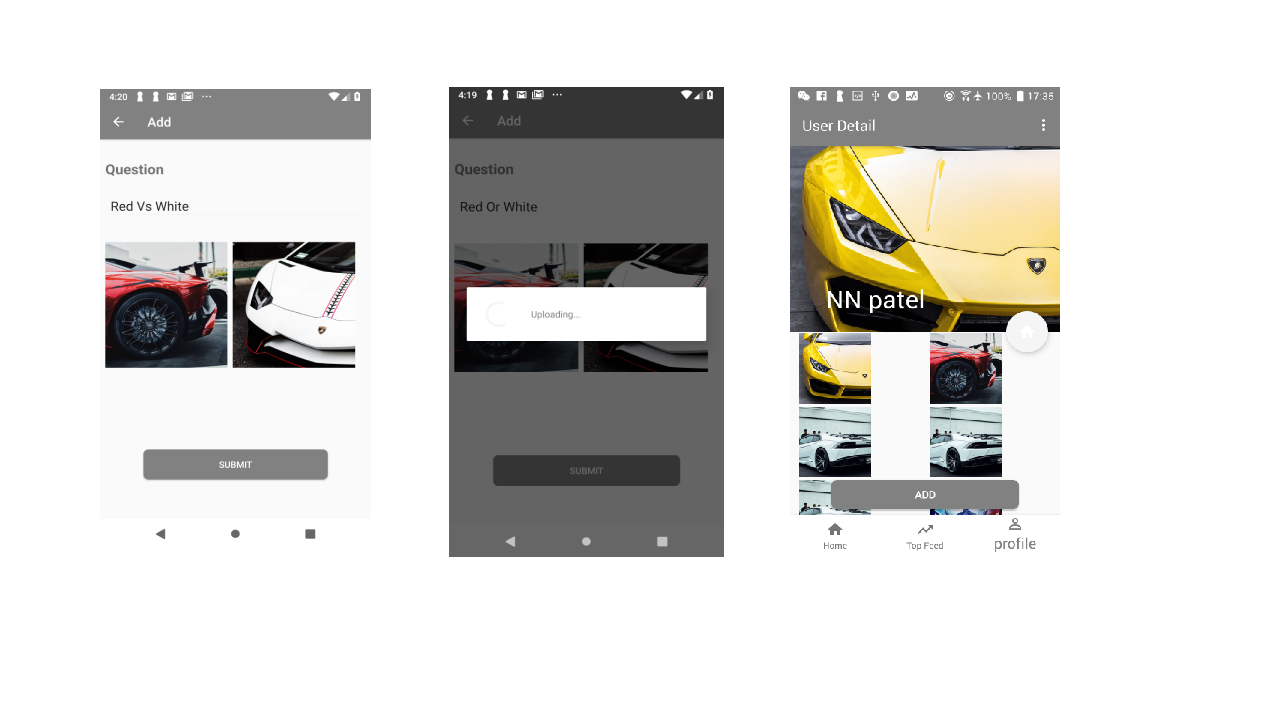 4:20
Add
Question
Red Vs White
SUBMIT
4:19
Add
Question
Red Or White
Uploading...
SUBMIT
100% 17:35
User Detail
NN patel
ADD
Home
Top Feed
profile